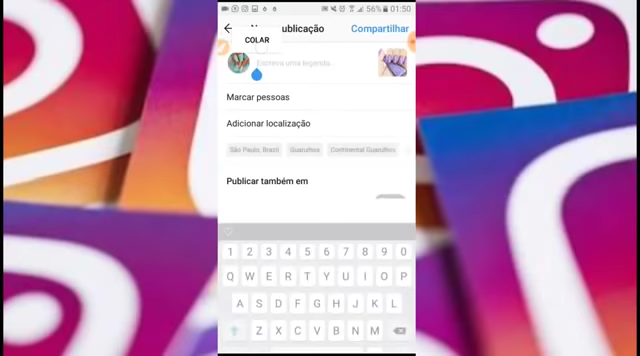 56% 01:50
publicação Compartilhar
COLAR
Escreva uma legenda...
Marcar pessoas
Adicionar localização
São Paulo, Brazil Guarulhos Continental Guarulhos
Publicar também em
1 2 3 4 5 6 7 8 9 0
Q W E R T Y U I O P
A S D F G H J K L
Z X C V B N M